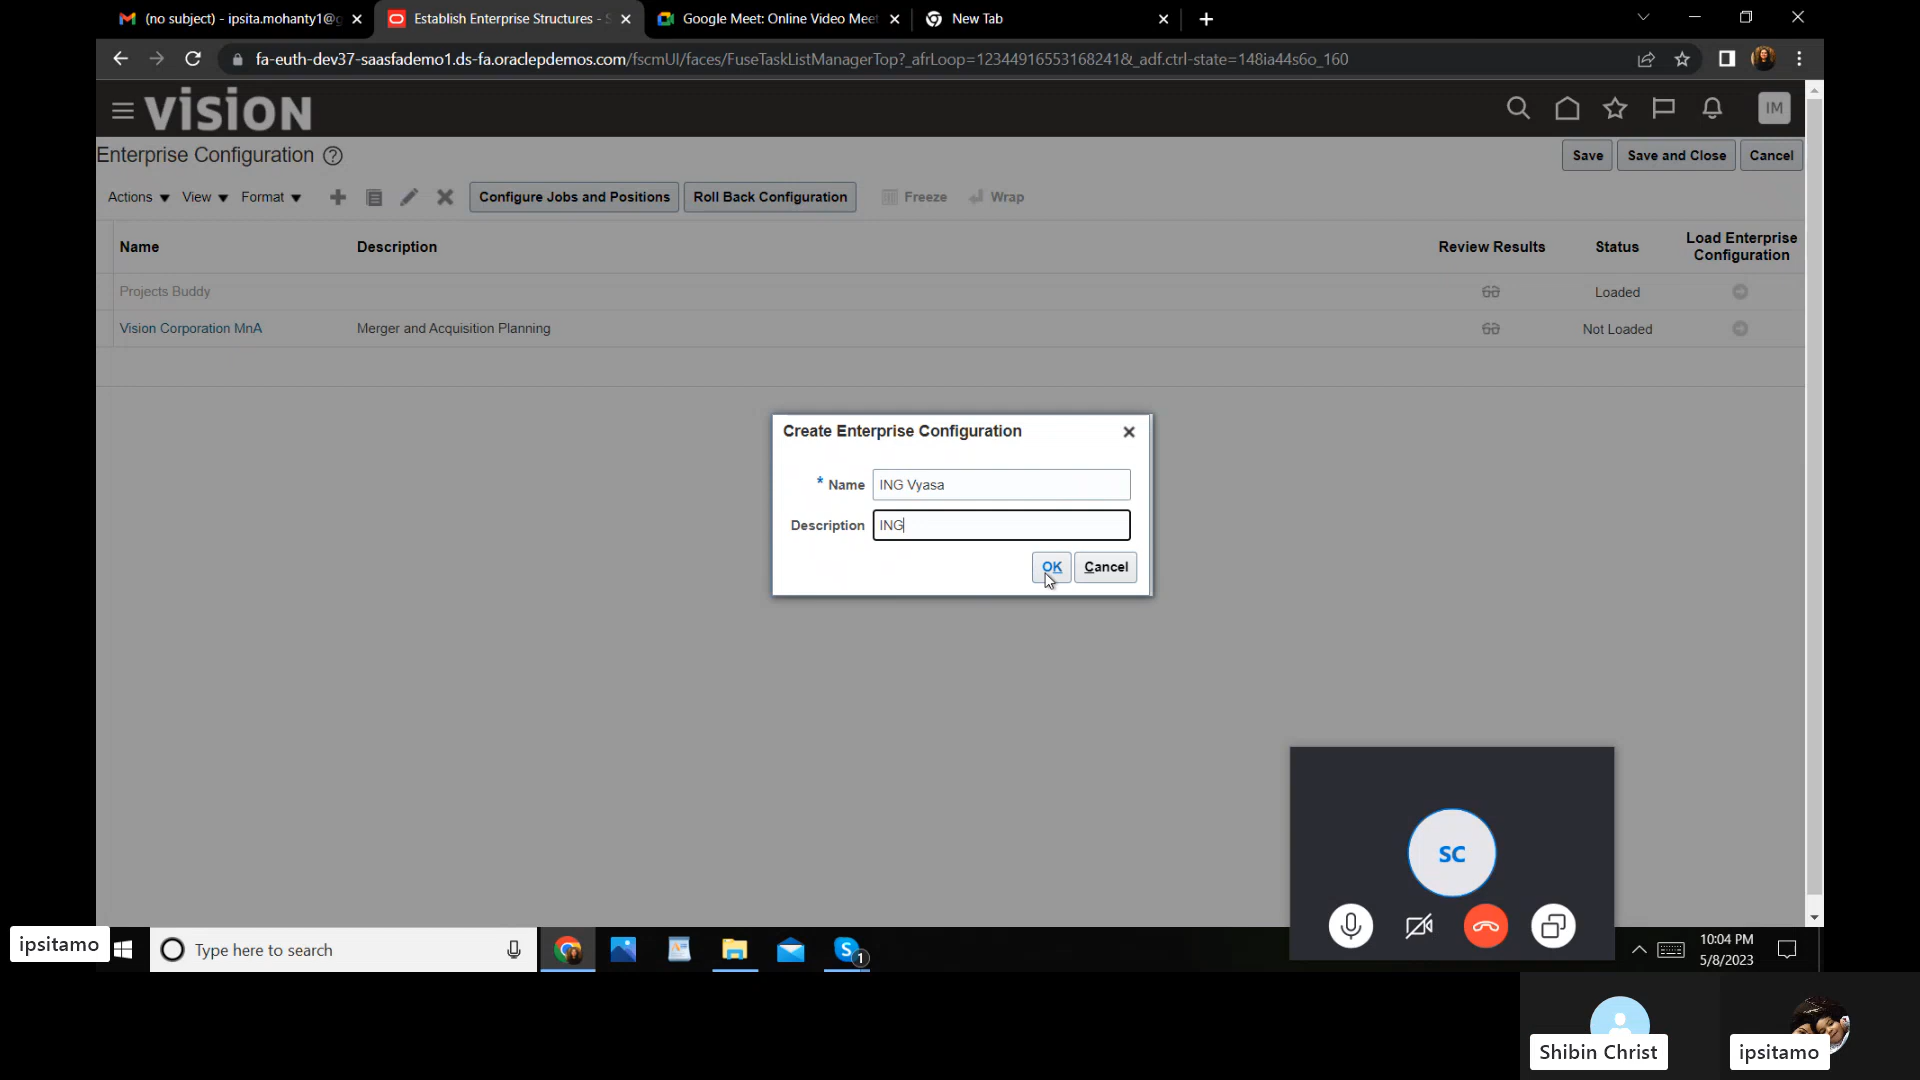 (no subject) - ipsita.mohanty1@g
Establish Enterprise Structures - S
Google Meet: Online Video Meet
New Tab
fa-euth-dev37-saasfademo1.ds-fa.oraclepdemos.com/fscmUI/faces/FuseTaskListManagerTop?_afrLoop=12344916553168241&_adf.ctrl-state=148ia44s6o_160
VISION
IM
Enterprise Configuration
Save
Save and Close
Cancel
Actions
View
Format
Configure Jobs and Positions
Roll Back Configuration
Freeze
Wrap
Name
Description
Review Results
Status
Load Enterprise Configuration
Projects Buddy
Loaded
Vision Corporation MnA
Merger and Acquisition Planning
Not Loaded
Create Enterprise Configuration
* Name
ING Vyasa
Description
ING
OK
Cancel
SC
ipsitamo
Type here to search
S
1
10:04 PM
5/8/2023
Shibin Christ
ipsitamo